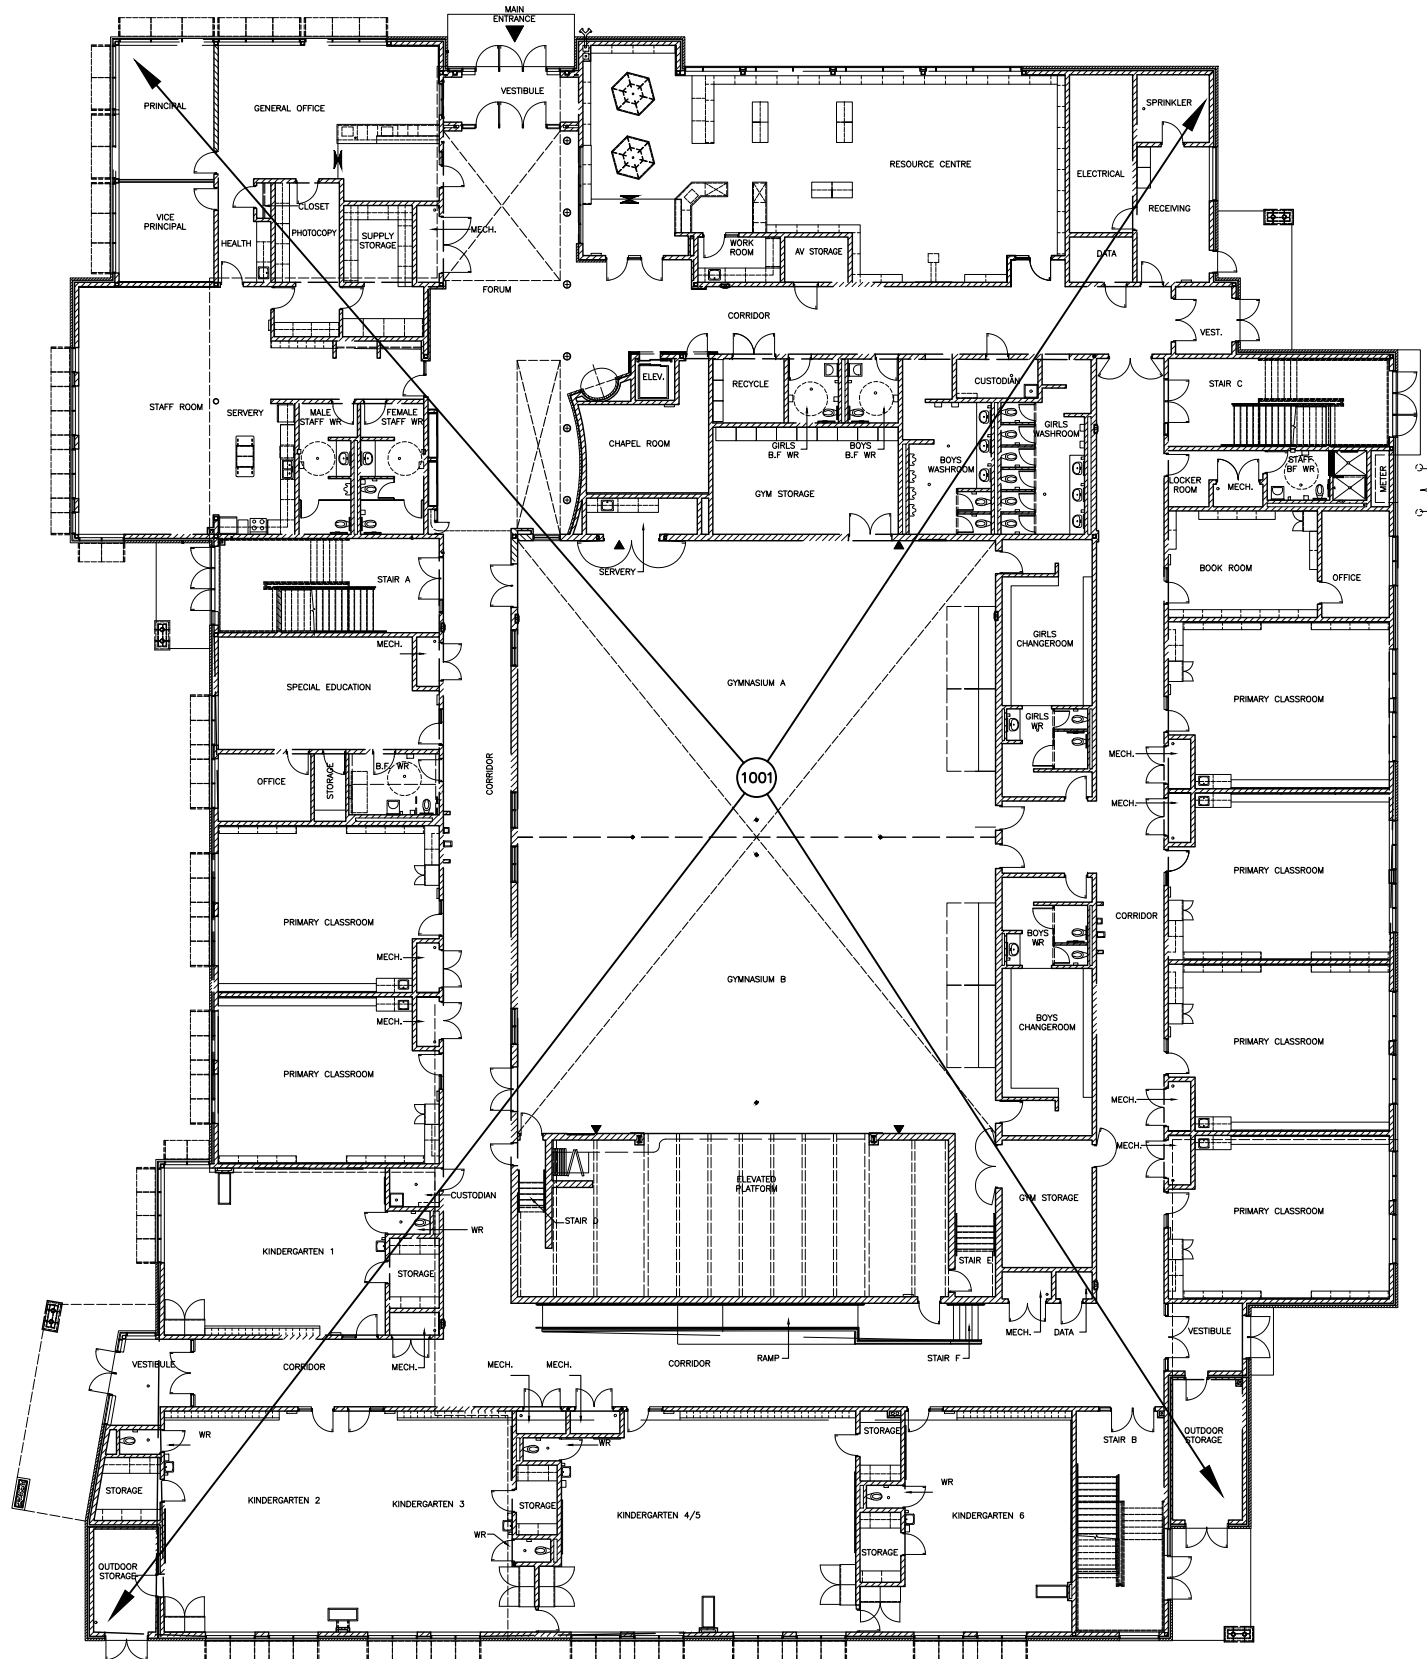 MAIN
ENTRANCE
PRINCIPAL
GENERAL OFFICE
VESTIBULE
SPRINKLER
RESOURCE CENTRE
ELECTRICAL
RECEIVING
VICE
PRINCIPAL
CLOSET
PHOTOCOPY
HEALTH
SUPPLY
STORAGE
MECH.
WORK
ROOM
AV STORAGE
DATA
FORUM
CORRIDOR
VEST.
ELEV.
RECYCLE
CUSTODIAN
STAIR C
STAFF ROOM
SERVERY
MALE
STAFF WR
FEMALE
STAFF WR
CHAPEL ROOM
GIRLS
B.F WR
BOYS
B.F WR
BOYS
WASHROOM
GIRLS
WASHROOM
GYM STORAGE
LOCKER
ROOM
MECH.
STAFF
BF WR
METER
SERVERY
STAIR A
BOOK ROOM
OFFICE
MECH.
SPECIAL EDUCATION
GIRLS
CHANGEROOM
GYMNASIUM A
PRIMARY CLASSROOM
GIRLS
WR
MECH.
OFFICE
STORAGE
B.F. WR
CORRIDOR
1001
MECH.
PRIMARY CLASSROOM
PRIMARY CLASSROOM
CORRIDOR
BOYS
WR
MECH.
GYMNASIUM B
MECH.
BOYS
CHANGEROOM
PRIMARY CLASSROOM
PRIMARY CLASSROOM
MECH.
MECH.
ELEVATED
PLATFORM
CUSTODIAN
GYM STORAGE
PRIMARY CLASSROOM
STAIR D
WR
KINDERGARTEN 1
STORAGE
STAIR E
MECH.
DATA
VESTIBULE
VESTIBULE
CORRIDOR
MECH.
MECH.
MECH.
CORRIDOR
RAMP
STAIR F
WR
WR
STORAGE
STAIR B
OUTDOOR
STORAGE
STORAGE
KINDERGARTEN 2
KINDERGARTEN 3
STORAGE
KINDERGARTEN 4/5
WR
KINDERGARTEN 6
WR
STORAGE
OUTDOOR
STORAGE